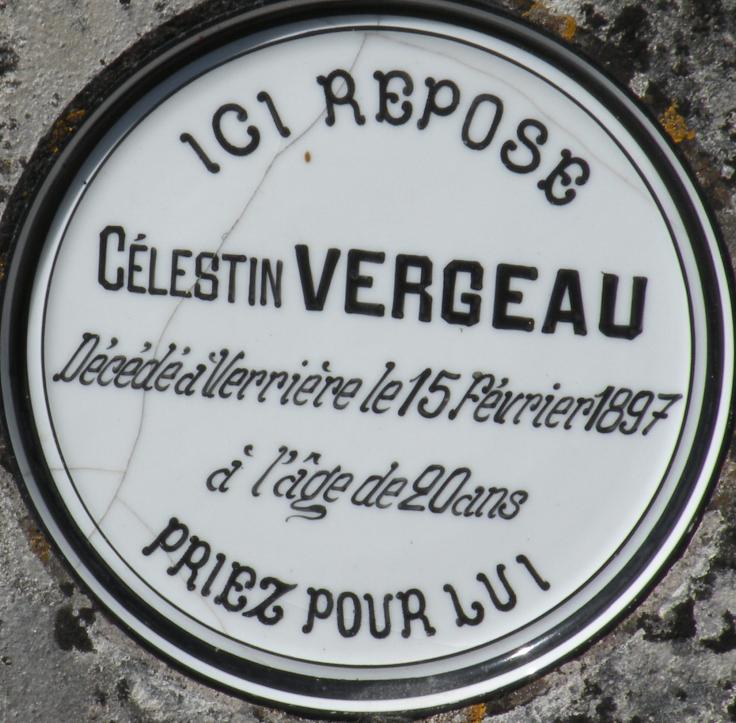 ICI REPOSE
CÉLESTIN VERGEAU
Décédé à Verrière le 15 Février 1897
à l'âge de 20 ans
PRIEZ POUR LUI